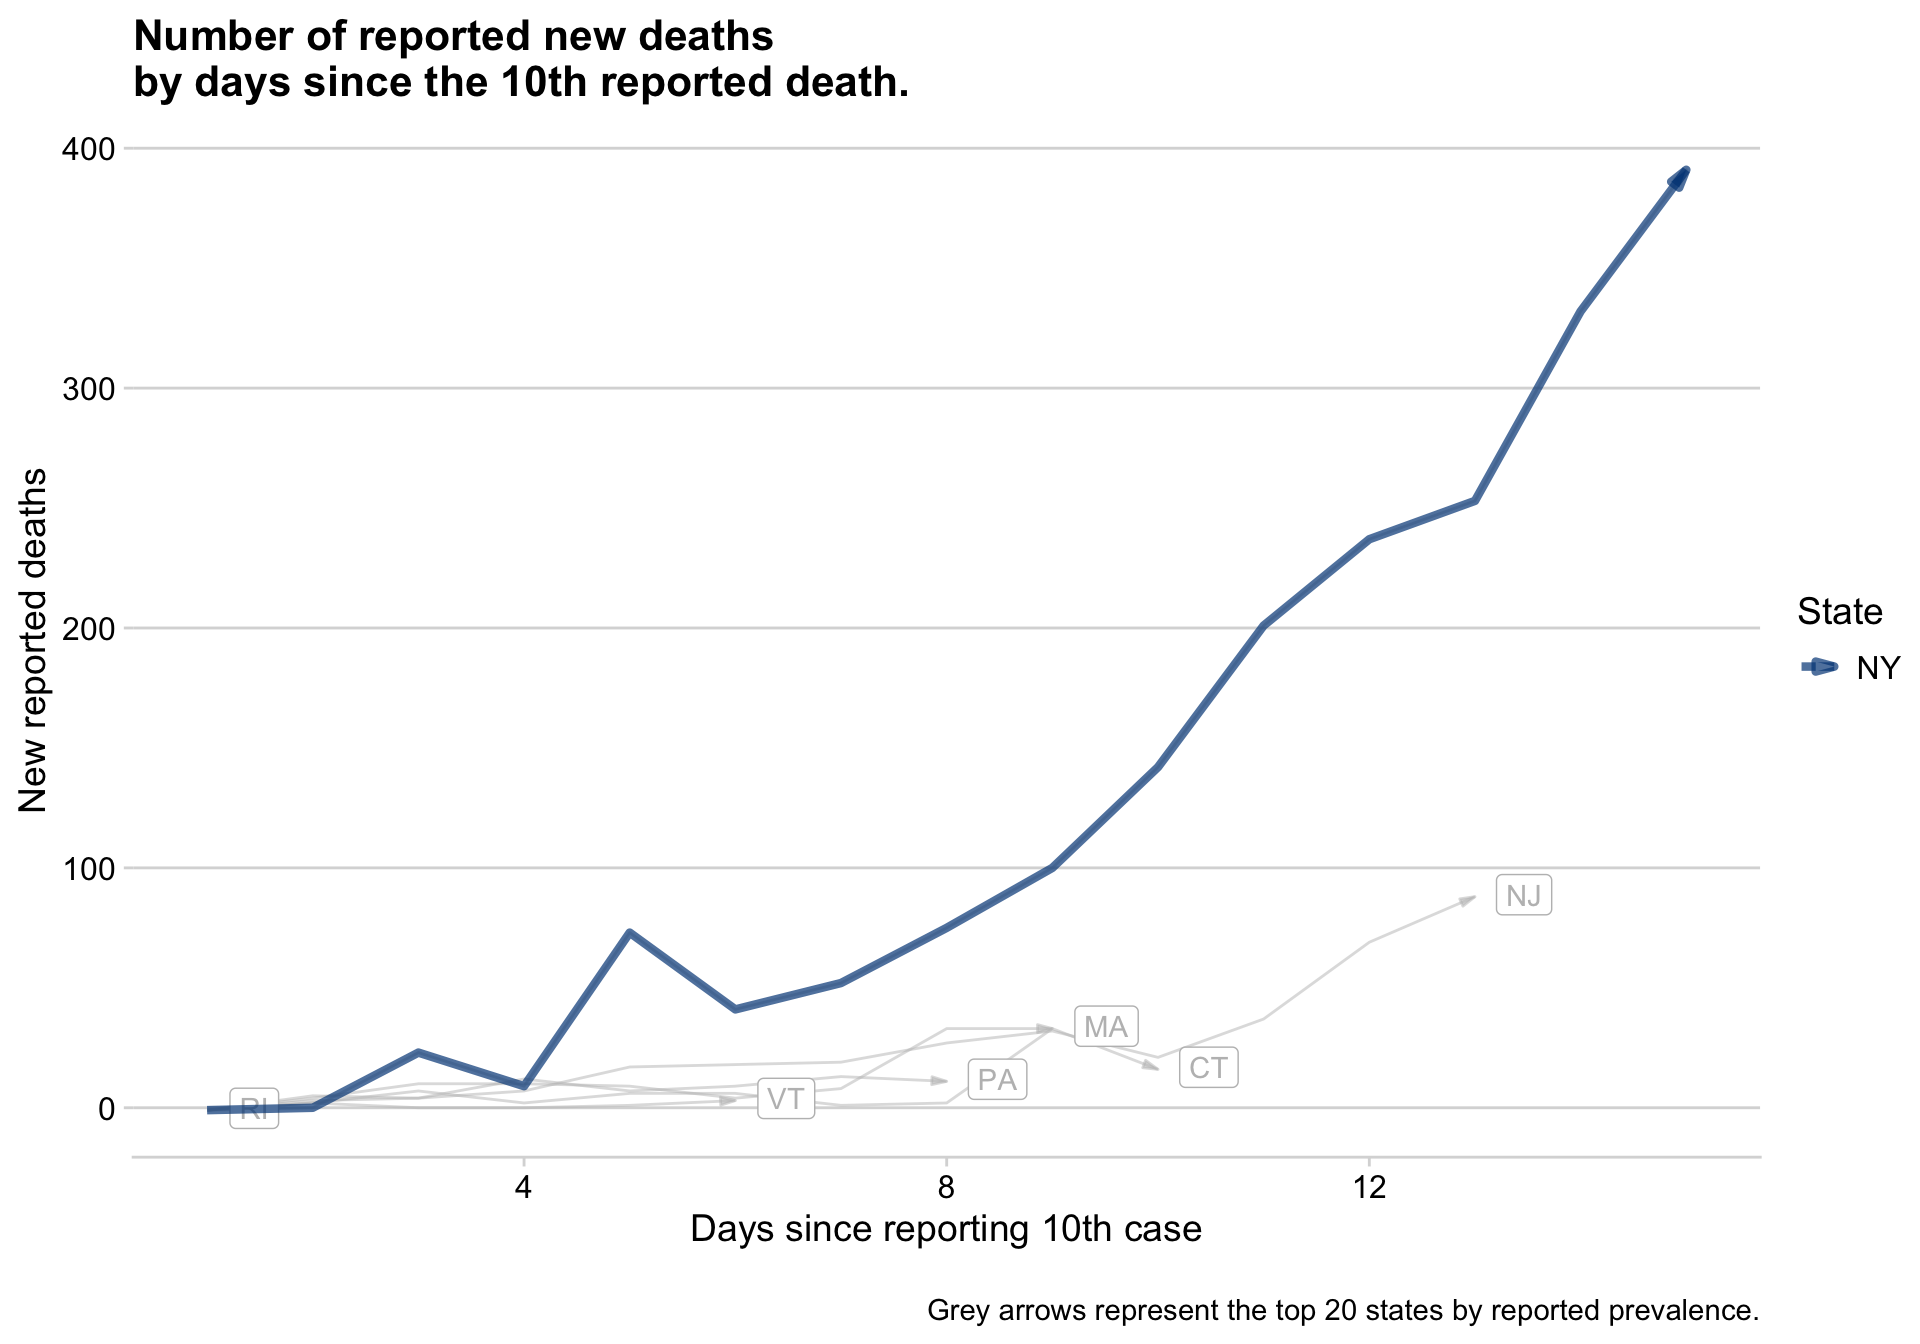 Number of reported new deaths
by days since the 10th reported death.
400
300
200
100
0
New reported deaths
NJ
MA
CT
PA
VT
RI
4
8
12
Days since reporting 10th case
State
NY
Grey arrows represent the top 20 states by reported prevalence.